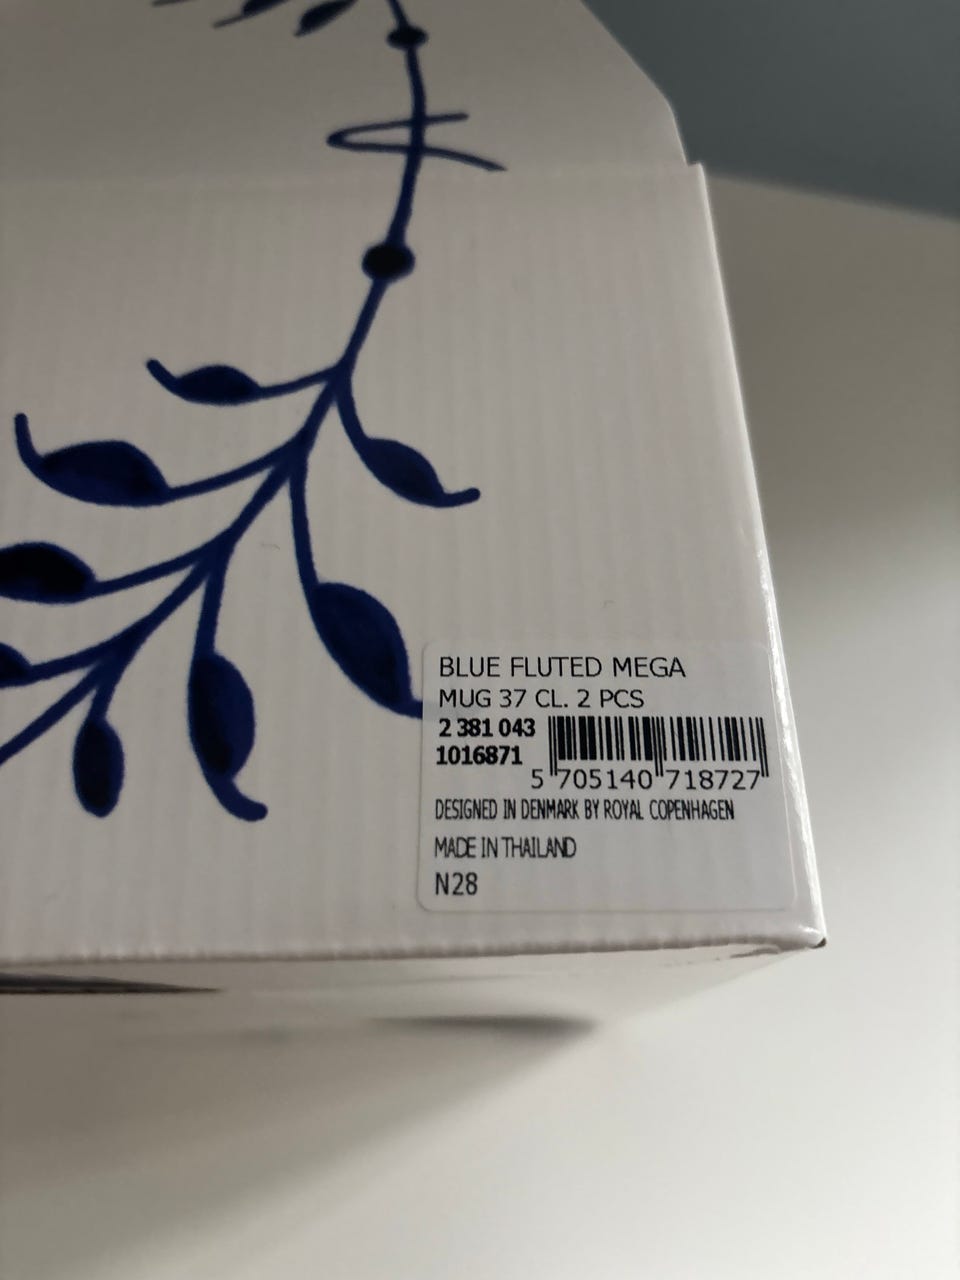 BLUE FLUTED MEGA
MUG 37 CL. 2 PCS
2 381 043
1016871
5 705140 718727
DESIGNED IN DENMARK BY ROYAL COPENHAGEN
MADE IN THAILAND
N28